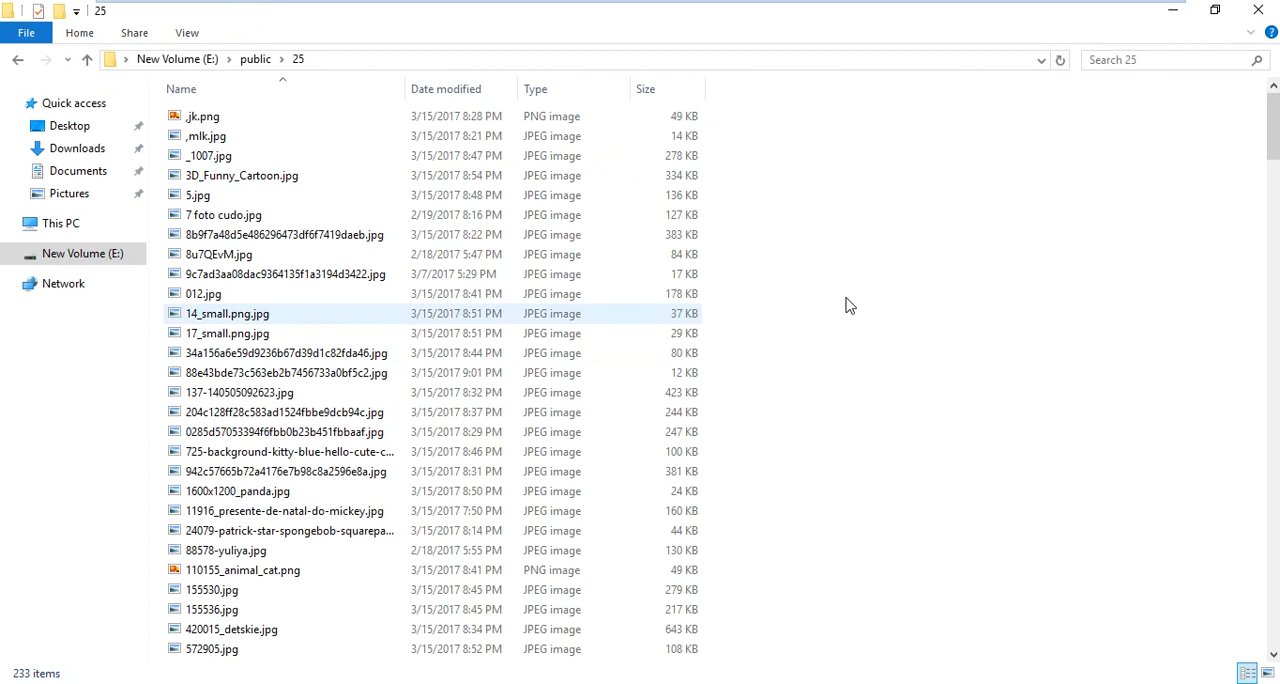 25
File Home Share View
New Volume (E:) > public > 25 Search 25
Name Date modified Type Size
Quick access
Desktop
Downloads
Documents
Pictures
This PC
New Volume (E:)
Network
,jk.png 3/15/2017 8:28 PM PNG image 49 KB
,mlk.jpg 3/15/2017 8:21 PM JPEG image 14 KB
_1007.jpg 3/15/2017 8:47 PM JPEG image 278 KB
3D_Funny_Cartoon.jpg 3/15/2017 8:54 PM JPEG image 334 KB
5.jpg 3/15/2017 8:48 PM JPEG image 136 KB
7 foto cudo.jpg 2/19/2017 8:16 PM JPEG image 127 KB
8b9f7a48d5e486296473df6f7419daeb.jpg 3/15/2017 8:22 PM JPEG image 383 KB
8u7QEvM.jpg 2/18/2017 5:47 PM JPEG image 84 KB
9c7ad3aa08dac9364135f1a3194d3422.jpg 3/7/2017 5:29 PM JPEG image 17 KB
012.jpg 3/15/2017 8:41 PM JPEG image 178 KB
14_small.png.jpg 3/15/2017 8:51 PM JPEG image 37 KB
17_small.png.jpg 3/15/2017 8:51 PM JPEG image 29 KB
34a156a6e59d9236b67d39d1c82fda46.jpg 3/15/2017 8:44 PM JPEG image 80 KB
88e43bde73c563eb2b7456733a0bf5c2.jpg 3/15/2017 9:01 PM JPEG image 12 KB
137-140505092623.jpg 3/15/2017 8:32 PM JPEG image 423 KB
204c128ff28c583ad1524fbbe9dcb94c.jpg 3/15/2017 8:37 PM JPEG image 244 KB
0285d57053394f6fbb0b23b451fbbaaf.jpg 3/15/2017 8:29 PM JPEG image 247 KB
725-background-kitty-blue-hello-cute-c... 3/15/2017 8:46 PM JPEG image 100 KB
942c57665b72a4176e7b98c8a2596e8a.jpg 3/15/2017 8:31 PM JPEG image 381 KB
1600x1200_panda.jpg 3/15/2017 8:50 PM JPEG image 24 KB
11916_presente-de-natal-do-mickey.jpg 3/15/2017 7:50 PM JPEG image 160 KB
24079-patrick-star-spongebob-squarepa... 3/15/2017 8:14 PM JPEG image 44 KB
88578-yuliya.jpg 2/18/2017 5:55 PM JPEG image 130 KB
110155_animal_cat.png 3/15/2017 8:41 PM PNG image 49 KB
155530.jpg 3/15/2017 8:45 PM JPEG image 279 KB
155536.jpg 3/15/2017 8:45 PM JPEG image 217 KB
420015_detskie.jpg 3/15/2017 8:34 PM JPEG image 643 KB
572905.jpg 3/15/2017 8:52 PM JPEG image 108 KB
233 items